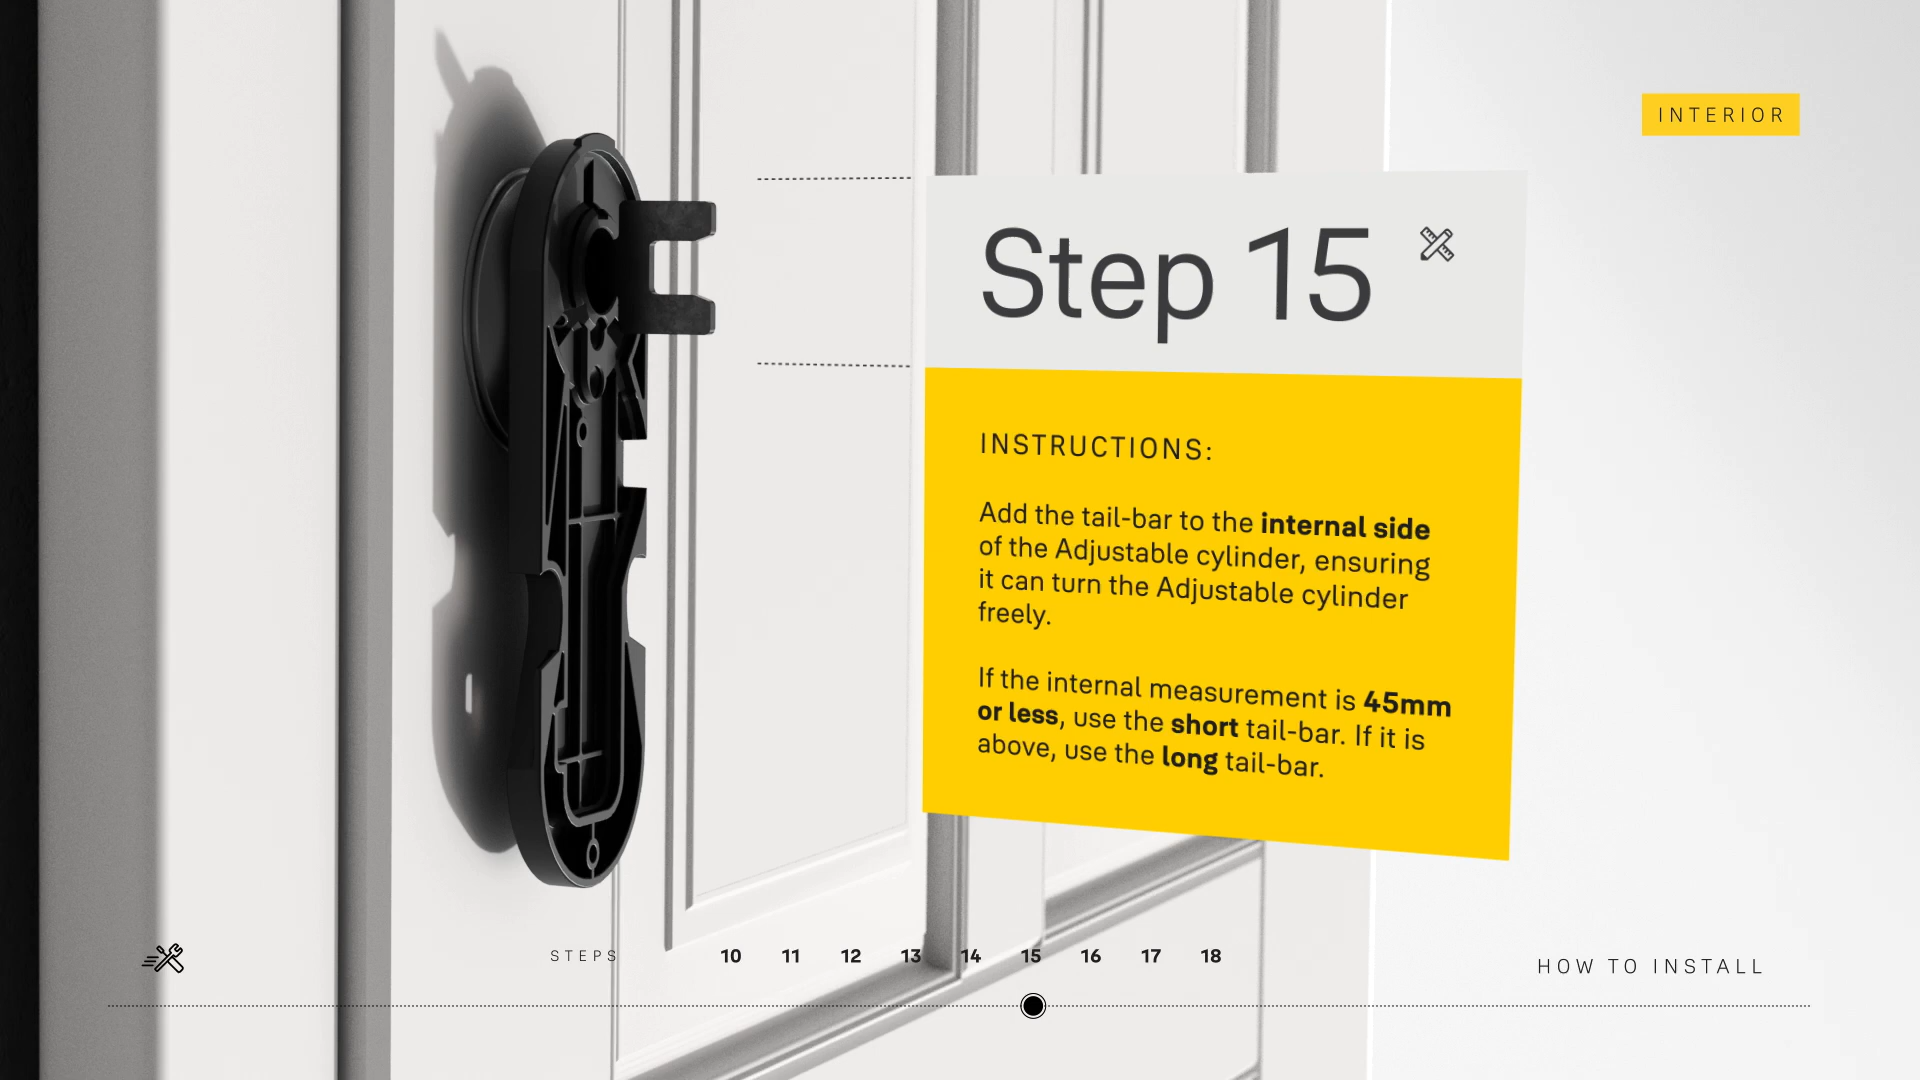 INTERIOR
Step 15
INSTRUCTIONS:
Add the tail-bar to the internal side
of the Adjustable cylinder, ensuring
it can turn the Adjustable cylinder
freely.
If the internal measurement is 45mm
or less, use the short tail-bar. If it is
above, use the long tail-bar.
STEPS 10 11 12 13 14 15 16 17 18
HOW TO INSTALL